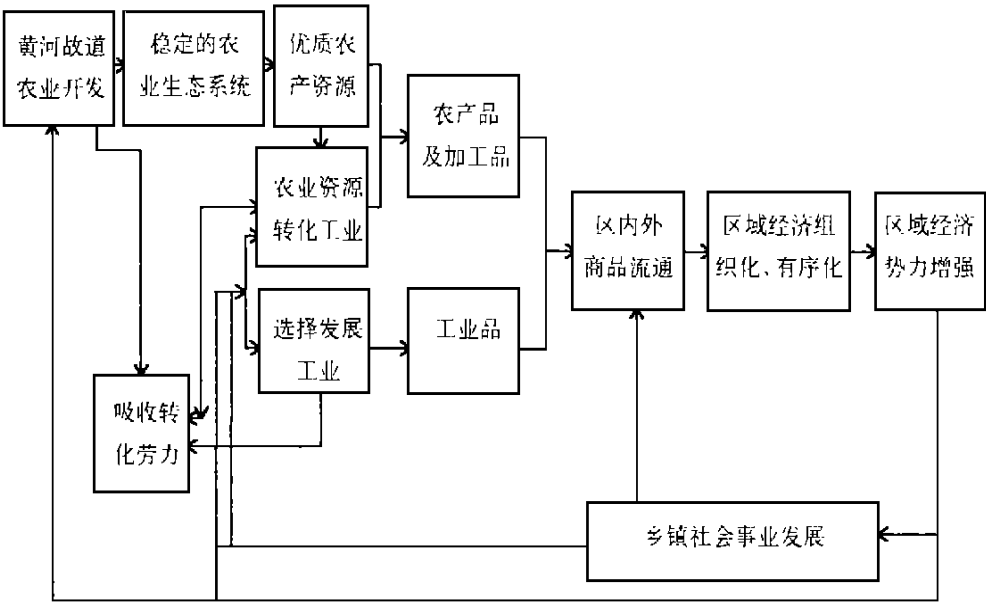 黄河故道
农业开发
稳定的农
业生态系统
优质农
产资源
农产品
及加工品
农业资源
转化工业
区内外
商品流通
区域经济组
织化、有序化
区域经济
势力增强
选择发展
工业
工业品
吸收转
化劳力
乡镇社会事业发展